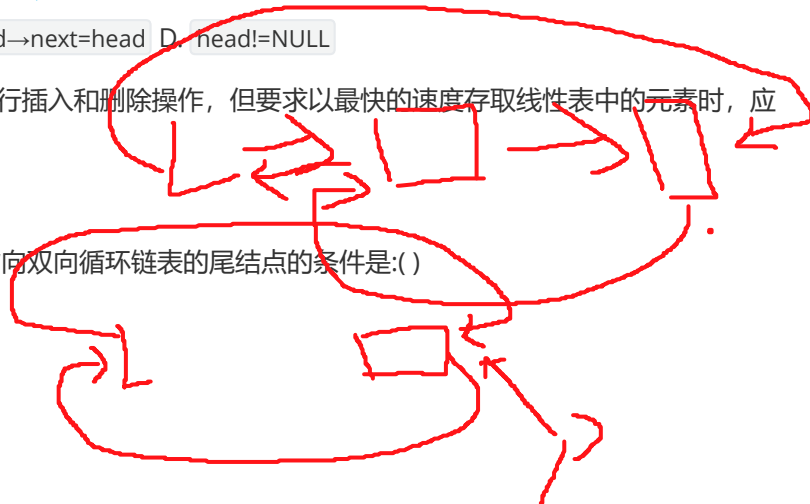 d→next=head D. head!=NULL
行插入和删除操作，但要求以最快的速度存取线性表中的元素时，应
向双向循环链表的尾结点的条件是:( )